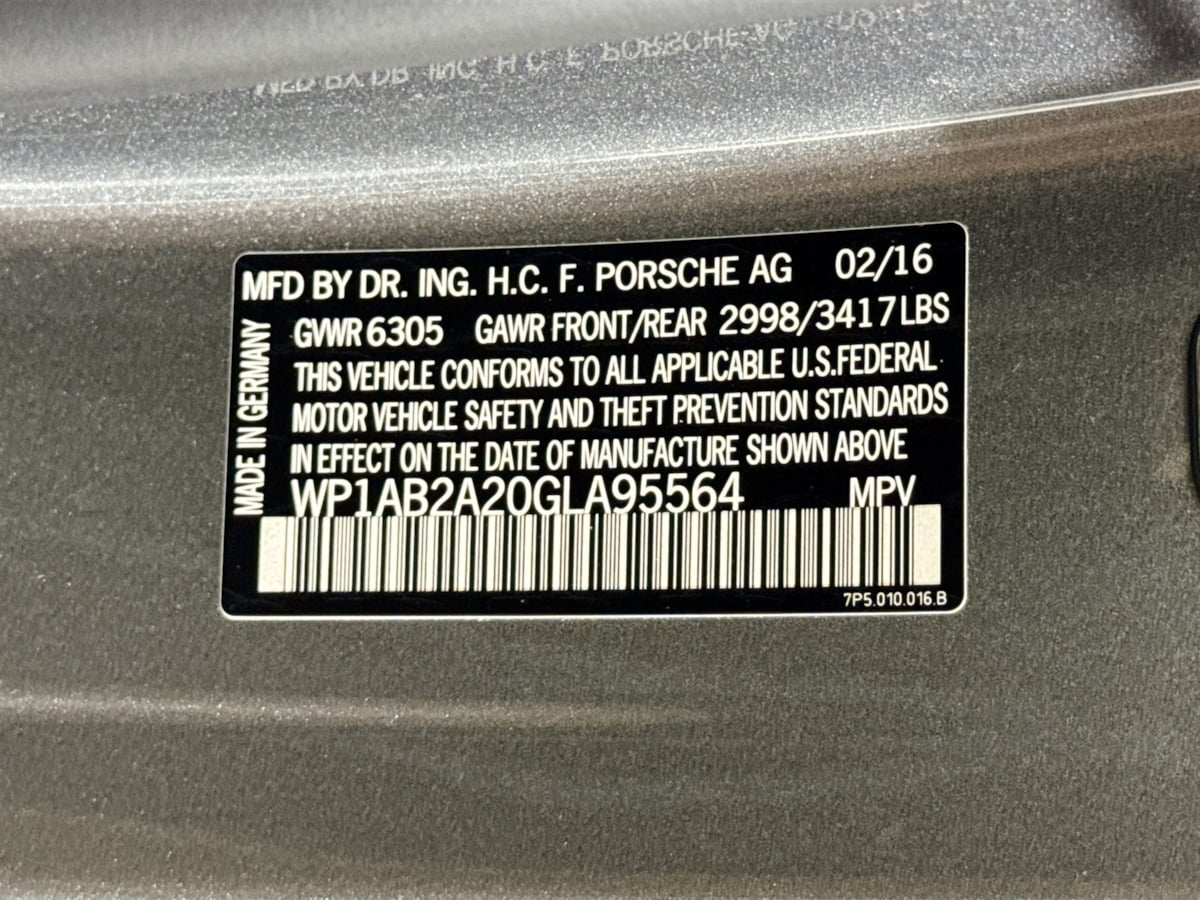 MFD BY DR. ING. H.C. F. PORSCHE AG 02/16
GVWR 6305 GAWR FRONT/REAR 2998/3417 LBS
THIS VEHICLE CONFORMS TO ALL APPLICABLE U.S.FEDERAL
MOTOR VEHICLE SAFETY AND THEFT PREVENTION STANDARDS
IN EFFECT ON THE DATE OF MANUFACTURE SHOWN ABOVE
WP1AB2A20GLA95564 MPV
7P5.010.016.B
MADE IN GERMANY